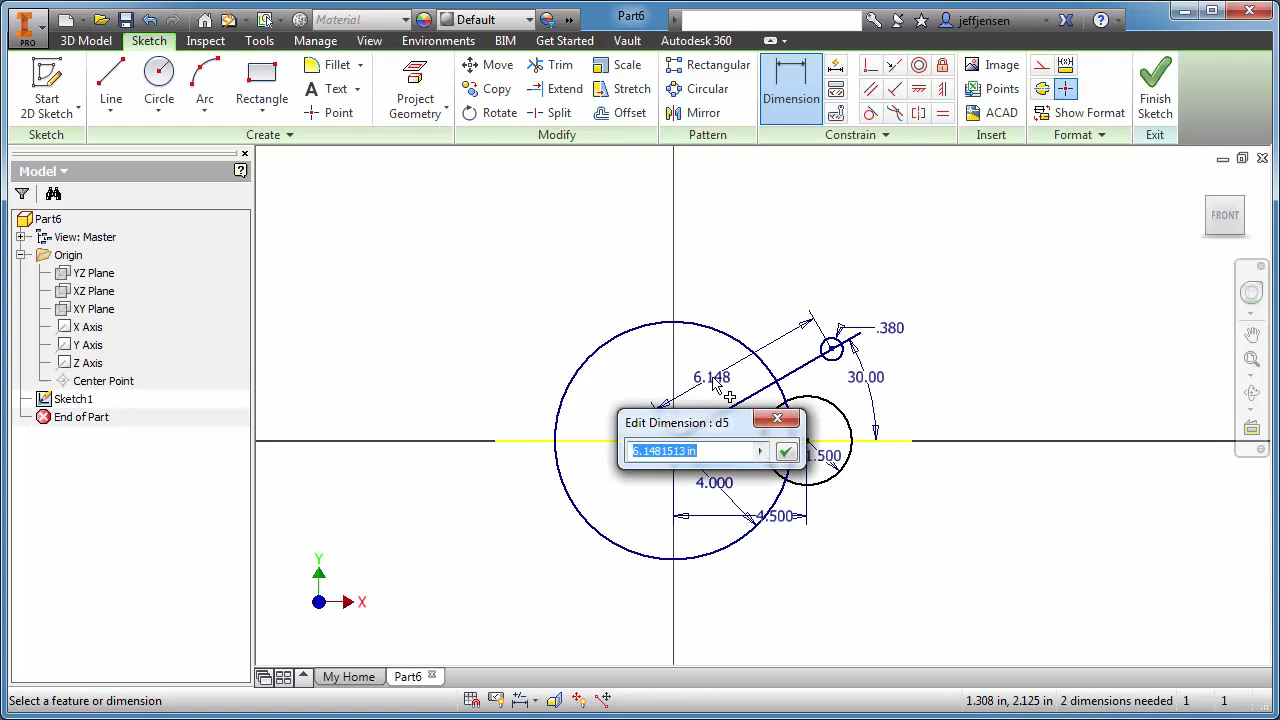 PRO
Material
Default
Part6
jeffjensen
3D Model
Sketch
Inspect
Tools
Manage
View
Environments
BIM
Get Started
Vault
Autodesk 360
Start
2D Sketch
Line
Circle
Arc
Rectangle
Fillet
Text
Point
Project
Geometry
Move
Copy
Rotate
Trim
Extend
Split
Scale
Stretch
Offset
Rectangular
Circular
Mirror
Dimension
Image
Points
ACAD
Show Format
Finish
Sketch
Sketch
Create
Modify
Pattern
Constrain
Insert
Format
Exit
Model
Part6
View: Master
Origin
YZ Plane
XZ Plane
XY Plane
X Axis
Y Axis
Z Axis
Center Point
Sketch1
End of Part
FRONT
.380
6.148
30.00
Edit Dimension : d5
6.1481513 in
1.500
4.000
4.500
Y
X
My Home
Part6
Select a feature or dimension
1.308 in, 2.125 in
2 dimensions needed
1
1